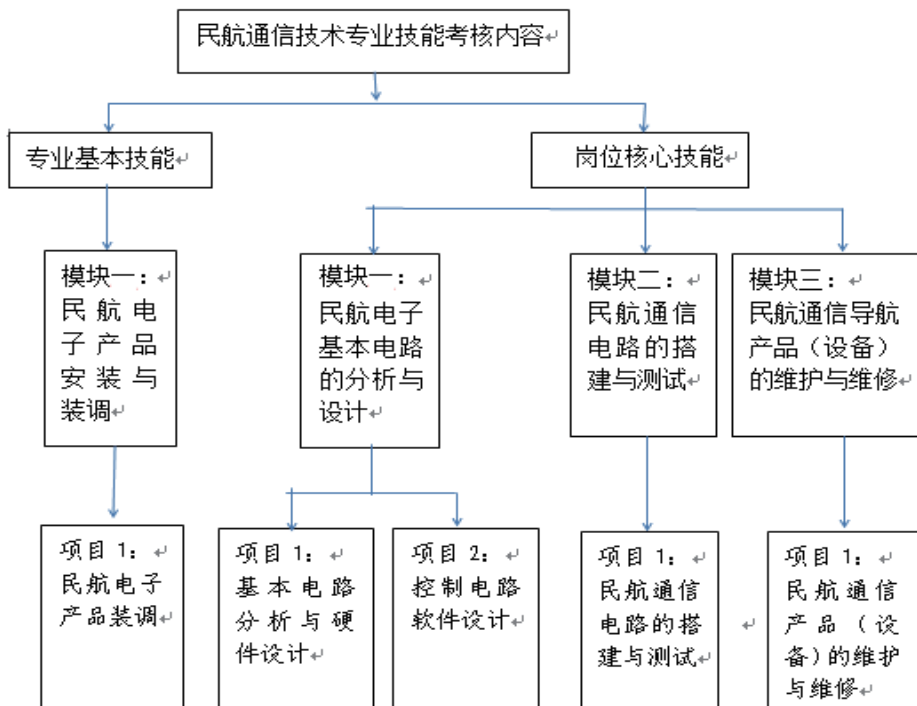 民航通信技术专业技能考核内容
专业基本技能
岗位核心技能
模块一：
民航电
子产品
安装与
装调
模块一：
民航电子
基本电路
的分析与
设计
模块二：
民航通信
电路的搭
建与测试
模块三：
民航通信导航
产品（设备）
的维护与维修
项目 1：
民航电子
产品装调
项目 1：
基本电路
分析与硬
件设计
项目 2：
控制电路
软件设计
项目 1：
民航通信
电路的搭
建与测试
项目 1：
民航通信
产品（设
备）的维护
与维修